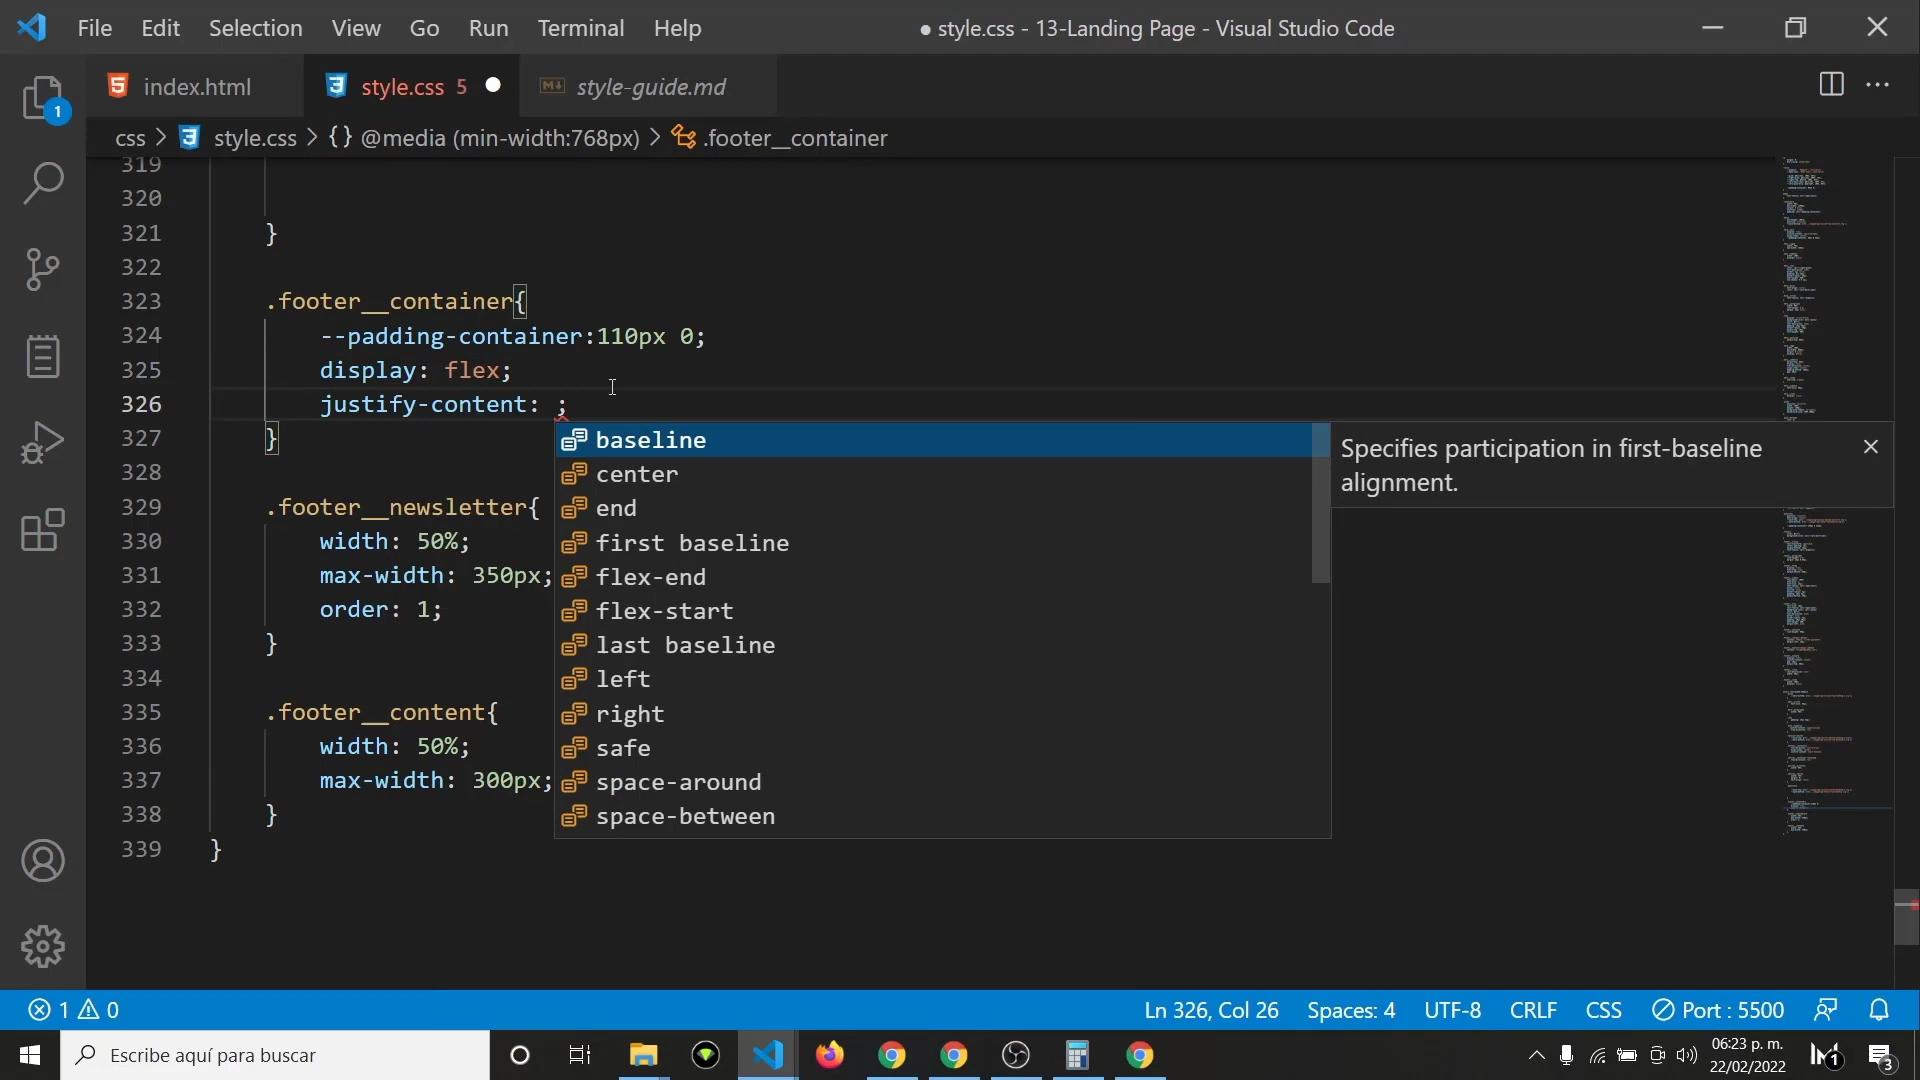 File Edit Selection View Go Run Terminal Help ● style.css - 13-Landing Page - Visual Studio Code
index.html style.css 5 ● style-guide.md
1
css > style.css > {} @media (min-width:768px) > .footer__container
319
320
321 }
322
323 .footer__container{
324 --padding-container:110px 0;
325 display: flex;
326 justify-content: ;
327 }
328
329 .footer__newsletter{
330 width: 50%;
331 max-width: 350px;
332 order: 1;
333 }
334
335 .footer__content{
336 width: 50%;
337 max-width: 300px;
338 }
339 }
baseline
center
end
first baseline
flex-end
flex-start
last baseline
left
right
safe
space-around
space-between
Specifies participation in first-baseline
alignment.
1 0 Ln 326, Col 26 Spaces: 4 UTF-8 CRLF CSS Port : 5500
Escribe aquí para buscar
06:23 p. m.
22/02/2022
1
3